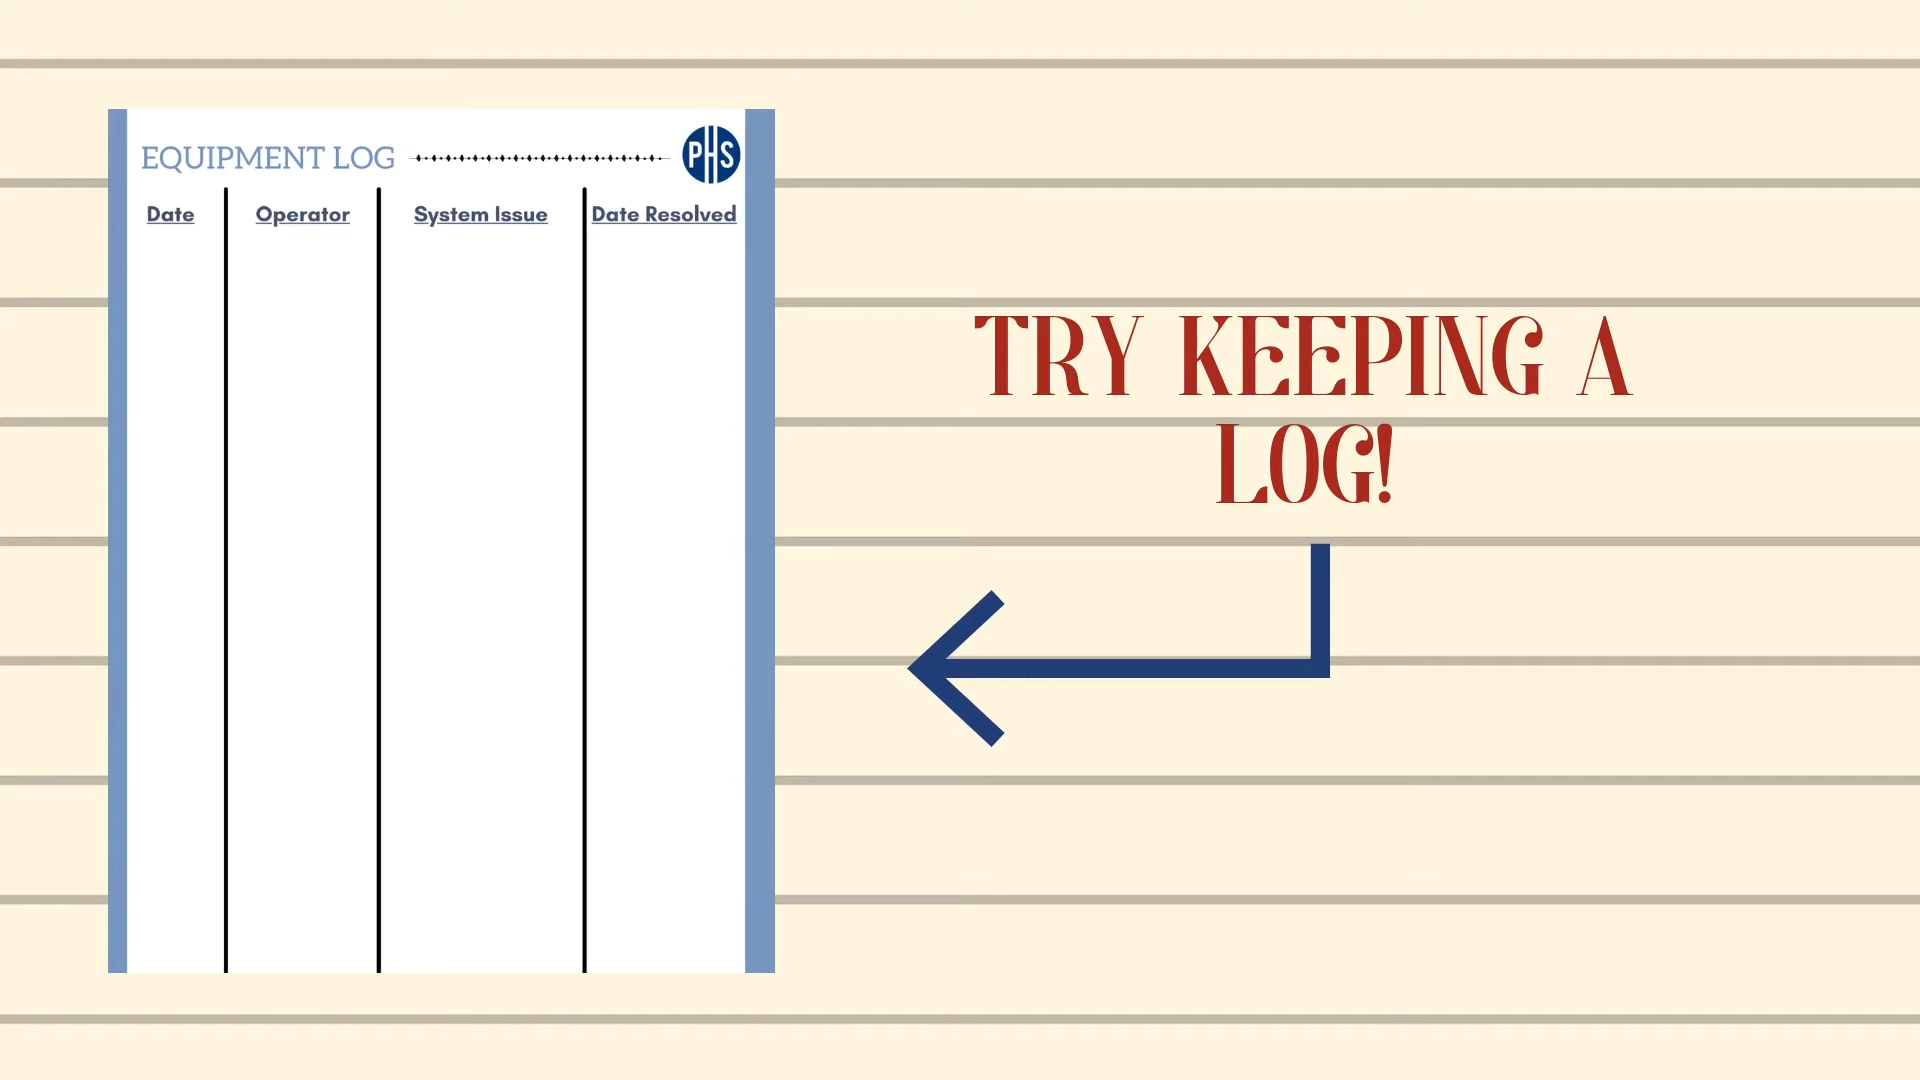 EQUIPMENT LOG
PHS
Date Operator System Issue Date Resolved
TRY KEEPING A
LOG!